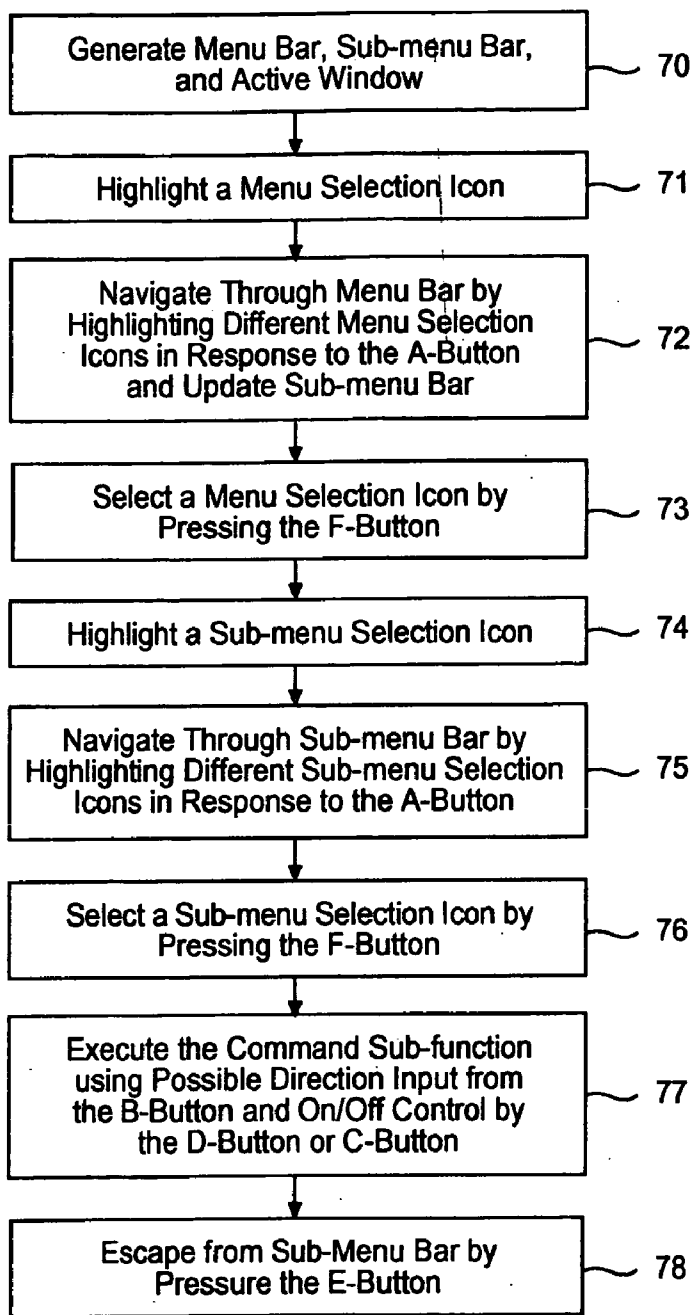 Generate Menu Bar, Sub-menu Bar,
and Active Window
70
Highlight a Menu Selection Icon
71
Navigate Through Menu Bar by
Highlighting Different Menu Selection
Icons in Response to the A-Button
and Update Sub-menu Bar
72
Select a Menu Selection Icon by
Pressing the F-Button
73
Highlight a Sub-menu Selection Icon
74
Navigate Through Sub-menu Bar by
Highlighting Different Sub-menu Selection
Icons in Response to the A-Button
75
Select a Sub-menu Selection Icon by
Pressing the F-Button
76
Execute the Command Sub-function
using Possible Direction Input from
the B-Button and On/Off Control by
the D-Button or C-Button
77
Escape from Sub-Menu Bar by
Pressure the E-Button
78